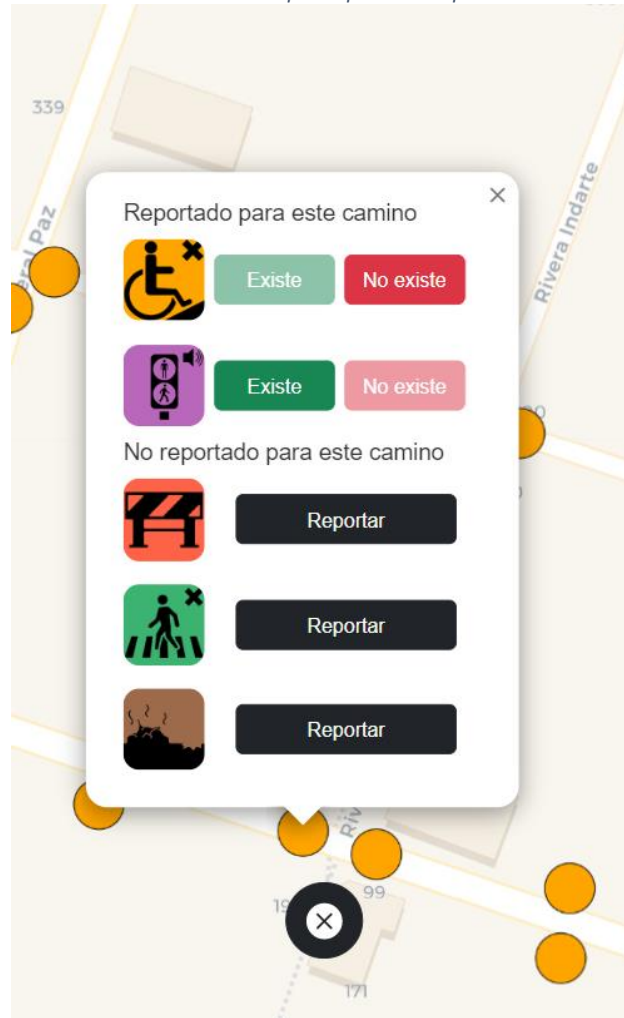 339
Reportado para este camino
Existe No existe
Rivera Indarte
Existe No existe
No reportado para este camino
Reportar
Reportar
Reportar
99
171